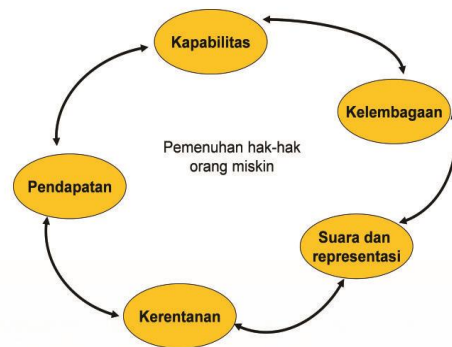 Kapabilitas
Kelembagaan
Pemenuhan hak-hak
orang miskin
Pendapatan
Suara dan
representasi
Kerentanan